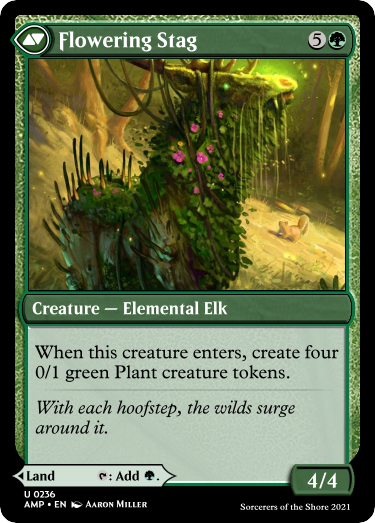 Flowering Stag 5
Creature — Elemental Elk
When this creature enters, create four
0/1 green Plant creature tokens.
With each hoofstep, the wilds surge
around it.
Land : Add .
4/4
U 0236
AMP • EN Aaron Miller
Sorcerers of the Shore 2021